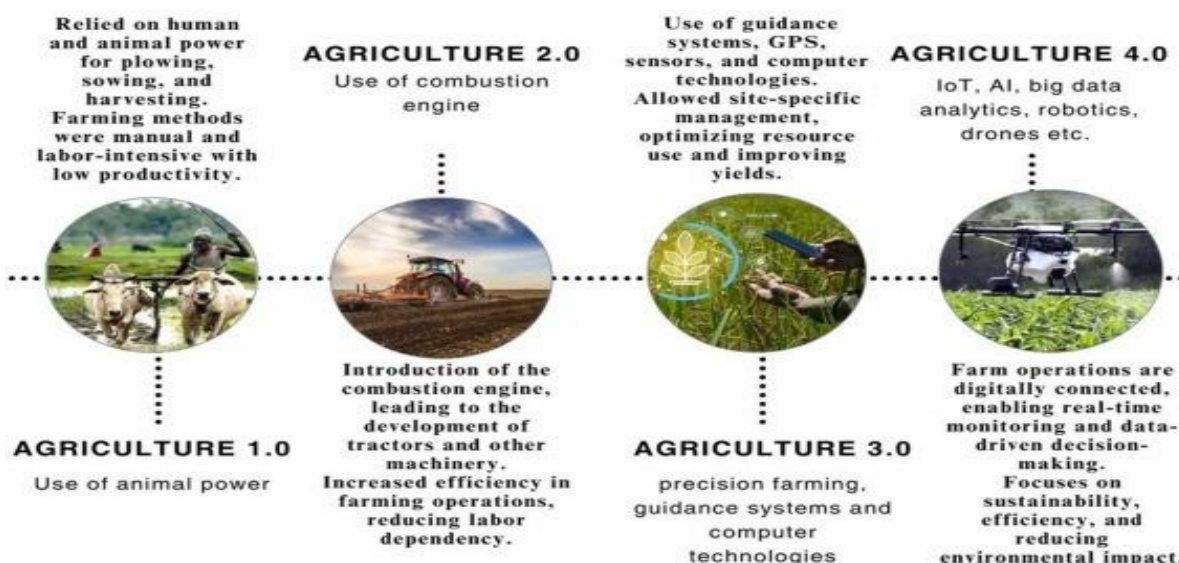 Relied on human
and animal power
for plowing,
sowing, and
harvesting.
Farming methods
were manual and
labor-intensive with
low productivity.
AGRICULTURE 1.0
Use of animal power
AGRICULTURE 2.0
Use of combustion
engine
Introduction of the
combustion engine,
leading to the
development of
tractors and other
machinery.
Increased efficiency in
farming operations,
reducing labor
dependency.
Use of guidance
systems, GPS,
sensors, and computer
technologies.
Allowed site-specific
management,
optimizing resource
use and improving
yields.
AGRICULTURE 3.0
precision farming,
guidance systems and
computer
technologies
AGRICULTURE 4.0
IoT, AI, big data
analytics, robotics,
drones etc.
Farm operations are
digitally connected,
enabling real-time
monitoring and data-
driven decision-
making.
Focuses on
sustainability,
efficiency, and
reducing
environmental impact.